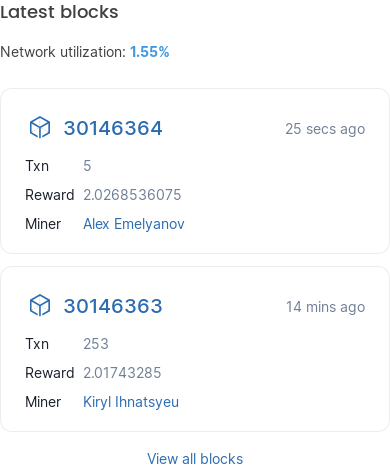 Latest blocks
Network utilization: 1.55%
30146364 25 secs ago
Txn 5
Reward 2.0268536075
Miner Alex Emelyanov
30146363 14 mins ago
Txn 253
Reward 2.01743285
Miner Kiryl Ihnatsyeu
View all blocks